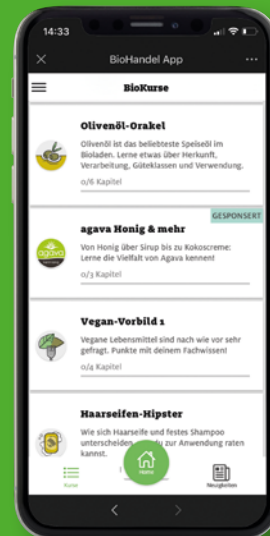 14:33
BioHandel App
BioKurse
Olivenöl-Orakel
Olivenöl ist das beliebteste Speiseöl im
Bioladen. Lerne etwas über Herkunft,
Verarbeitung, Güteklassen und Verwendung.
0/6 Kapitel
GESPONSERT
agava Honig & mehr
agava
Von Honig über Sirup bis zu Kokoscreme:
Lerne die Vielfalt von Agava kennen!
0/3 Kapitel
Vegan-Vorbild 1
Vegane Lebensmittel sind nach wie vor sehr
gefragt. Punkte mit deinem Fachwissen!
0/4 Kapitel
Haarseifen-Hipster
Wie sich Haarseife und festes Shampoo
unterscheiden, du zur Anwendung raten
kannst.
Kurse
Home
Neuigkeiten